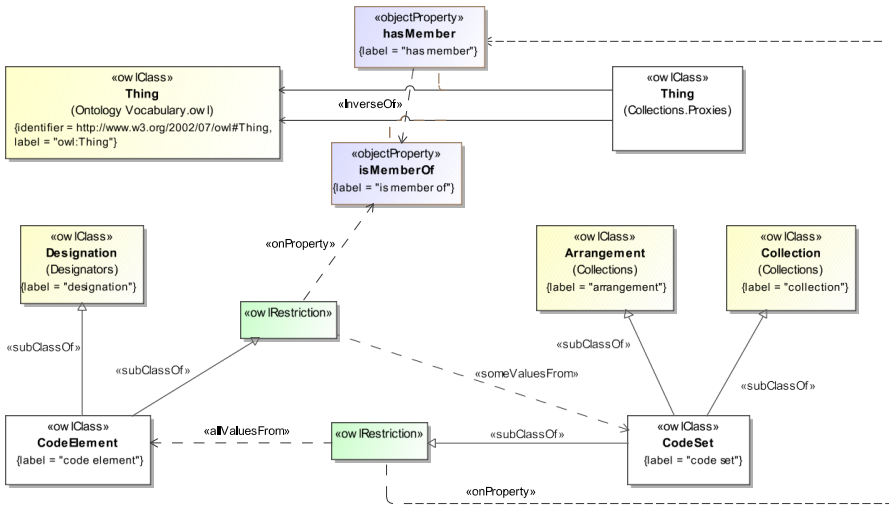 «objectProperty»
hasMember
{label = "has member"}
«owlClass»
Thing
(Ontology Vocabulary.owl)
{identifier = http://www.w3.org/2002/07/owl#Thing,
label = "owl:Thing"}
«InverseOf»
«owlClass»
Thing
(Collections.Proxies)
«objectProperty»
isMemberOf
{label = "is member of"}
«owlClass»
Designation
(Designators)
{label = "designation"}
«onProperty»
«owlClass»
Arrangement
(Collections)
{label = "arrangement"}
«owlClass»
Collection
(Collections)
{label = "collection"}
«owlRestriction»
«subClassOf»
«subClassOf»
«someValuesFrom»
«subClassOf»
«subClassOf»
«owlClass»
CodeElement
{label = "code element"}
«allValuesFrom»
«owlRestriction»
«subClassOf»
«owlClass»
CodeSet
{label = "code set"}
«onProperty»